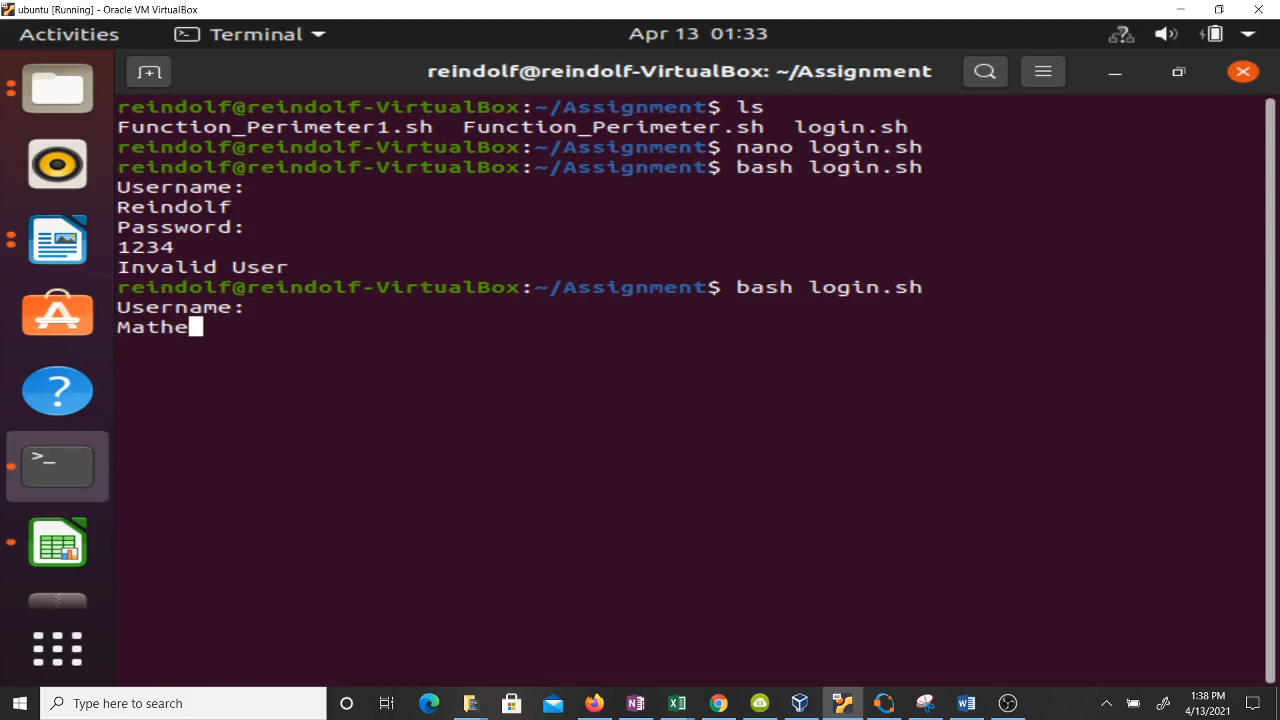 ubuntu [Running] - Oracle VM VirtualBox
Activities Terminal Apr 13 01:33
reindolf@reindolf-VirtualBox: ~/Assignment
reindolf@reindolf-VirtualBox:~/Assignment$ ls
Function_Perimeter1.sh Function_Perimeter.sh login.sh
reindolf@reindolf-VirtualBox:~/Assignment$ nano login.sh
reindolf@reindolf-VirtualBox:~/Assignment$ bash login.sh
Username:
Reindolf
Password:
1234
Invalid User
reindolf@reindolf-VirtualBox:~/Assignment$ bash login.sh
Username:
Mathe
Type here to search
1:38 PM
4/13/2021